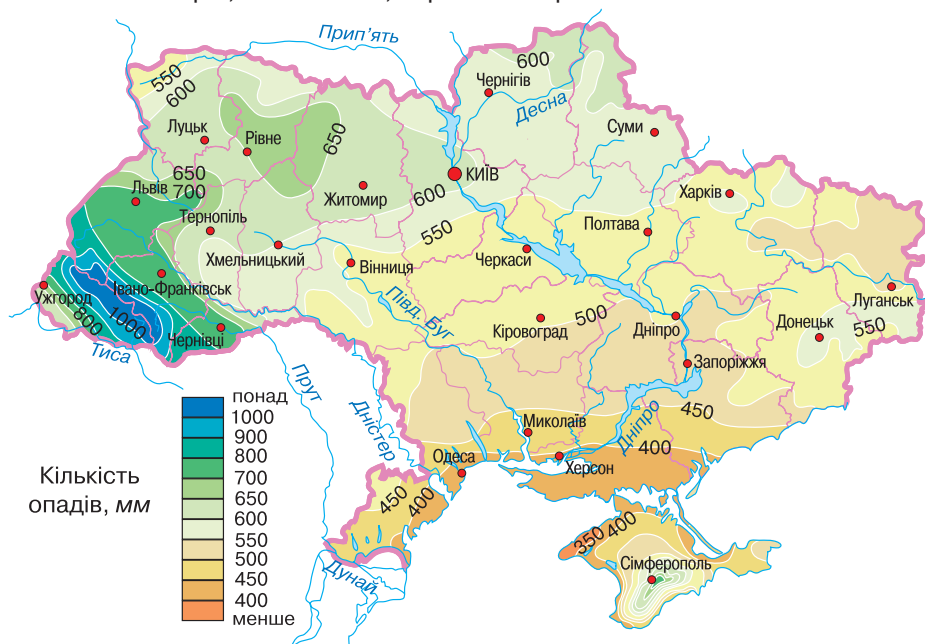 Прип'ять
550
600
600
Чернігів
Десна
Луцьк
Рівне
650
Суми
КИЇВ
650
700
Львів
Житомир
600
Харків
Тернопіль
550
Полтава
Хмельницький
Вінниця
Черкаси
Івано-Франківськ
Ужгород
Луганськ
800
1000
Півд. Буг
Кіровоград
500
Дніпро
Донецьк
550
Чернівці
Тиса
Запоріжжя
Прут
Дністер
450
Миколаїв
Дніпро
400
Одеса
Херсон
450
400
350
400
Сімферополь
Дунай
Кількість
опадів, мм
понад
1000
900
800
700
650
600
550
500
450
400
менше